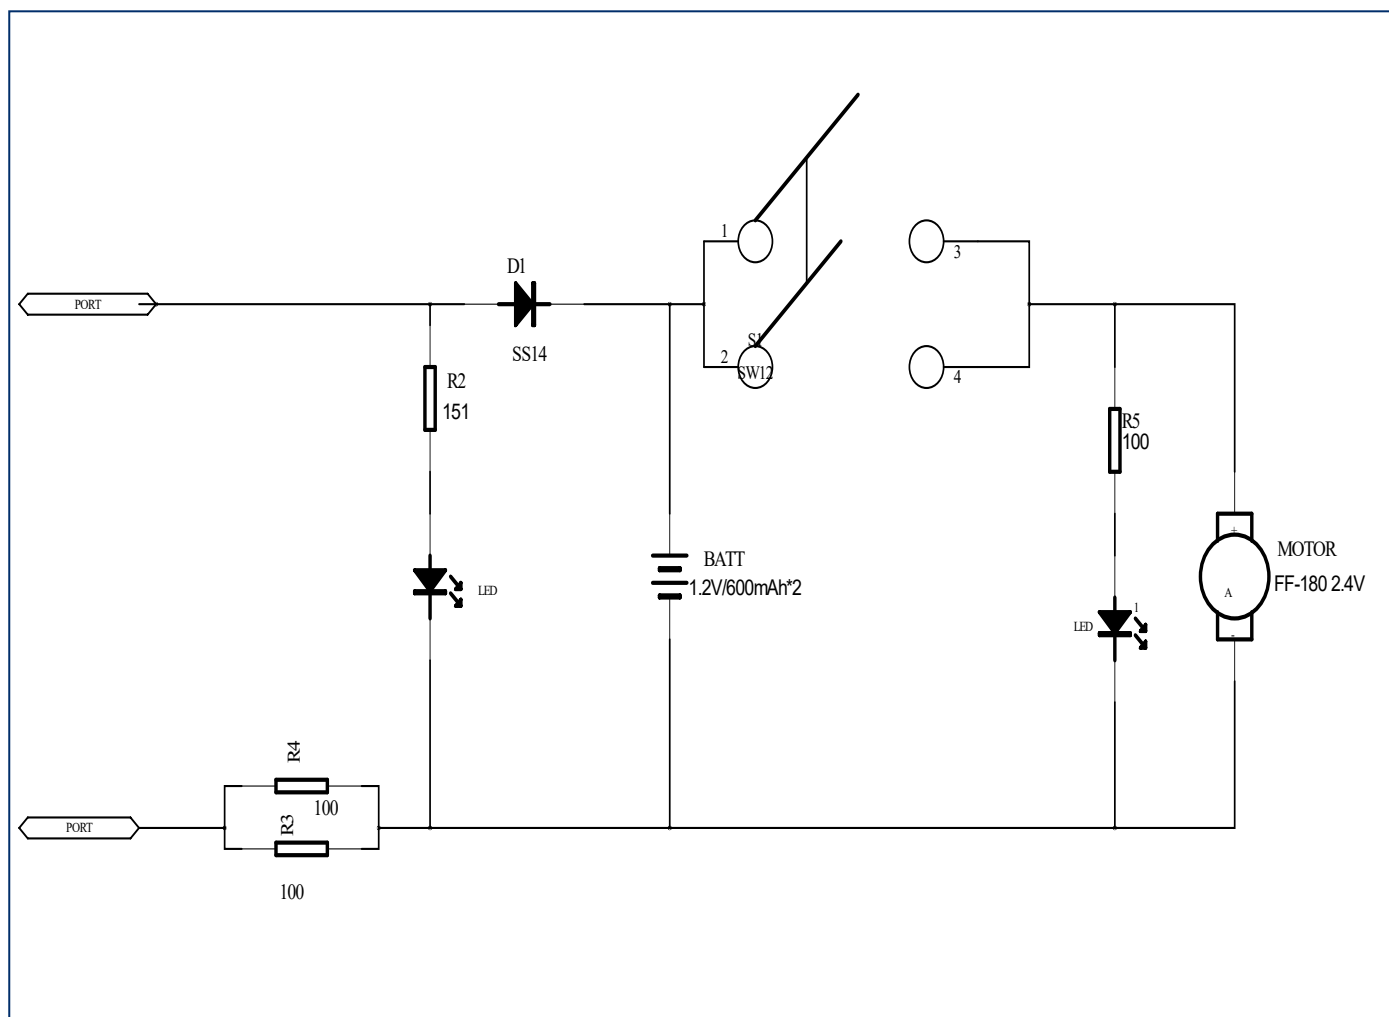 D1
1
3
PORT
SS14
S1
2
SW12
4
R2
151
R5
100
BATT
1.2V/600mAh*2
LED
+
MOTOR
A
FF-180 2.4V
1
LED
-
R4
100
PORT
R3
100